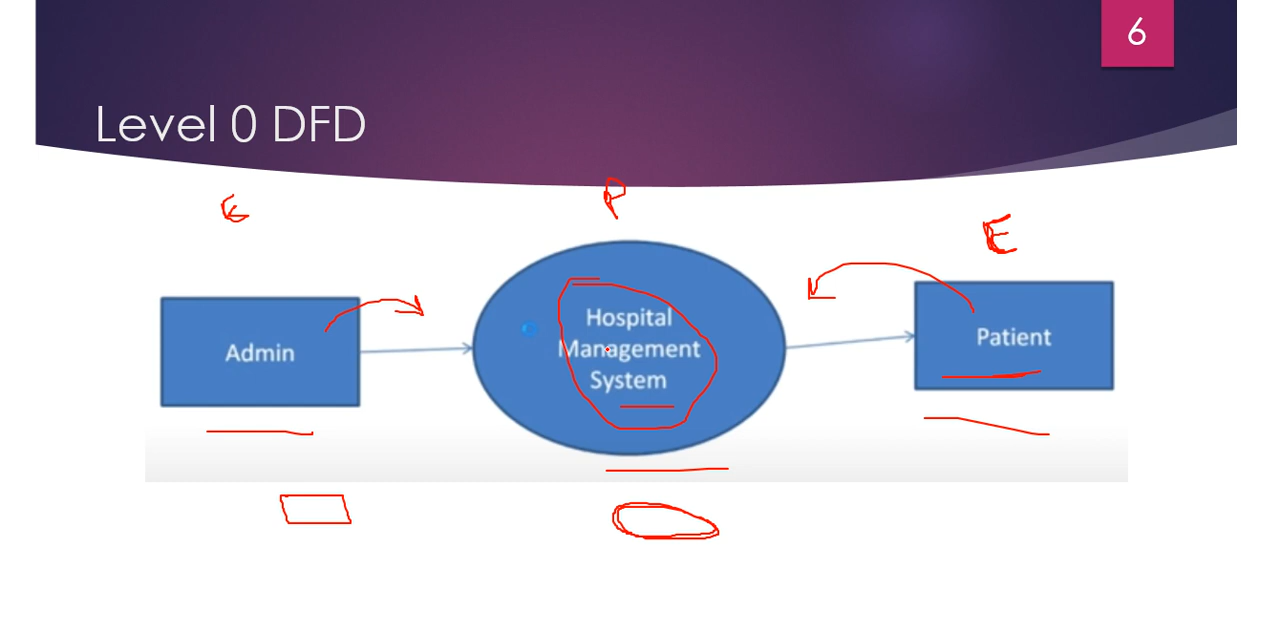 6
Level 0 DFD
E
P
E
Admin
Hospital
Management
System
Patient